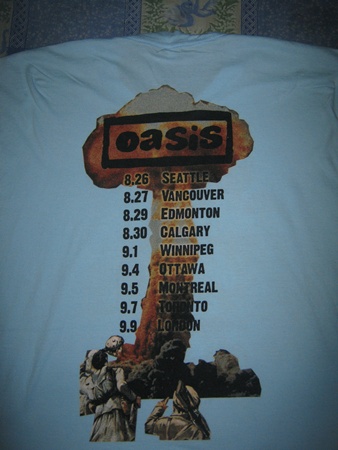 oasis
8.26 SEATTLE
8.27 VANCOUVER
8.29 EDMONTON
8.30 CALGARY
9.1 WINNIPEG
9.4 OTTAWA
9.5 MONTREAL
9.7 TORONTO
9.9 LONDON